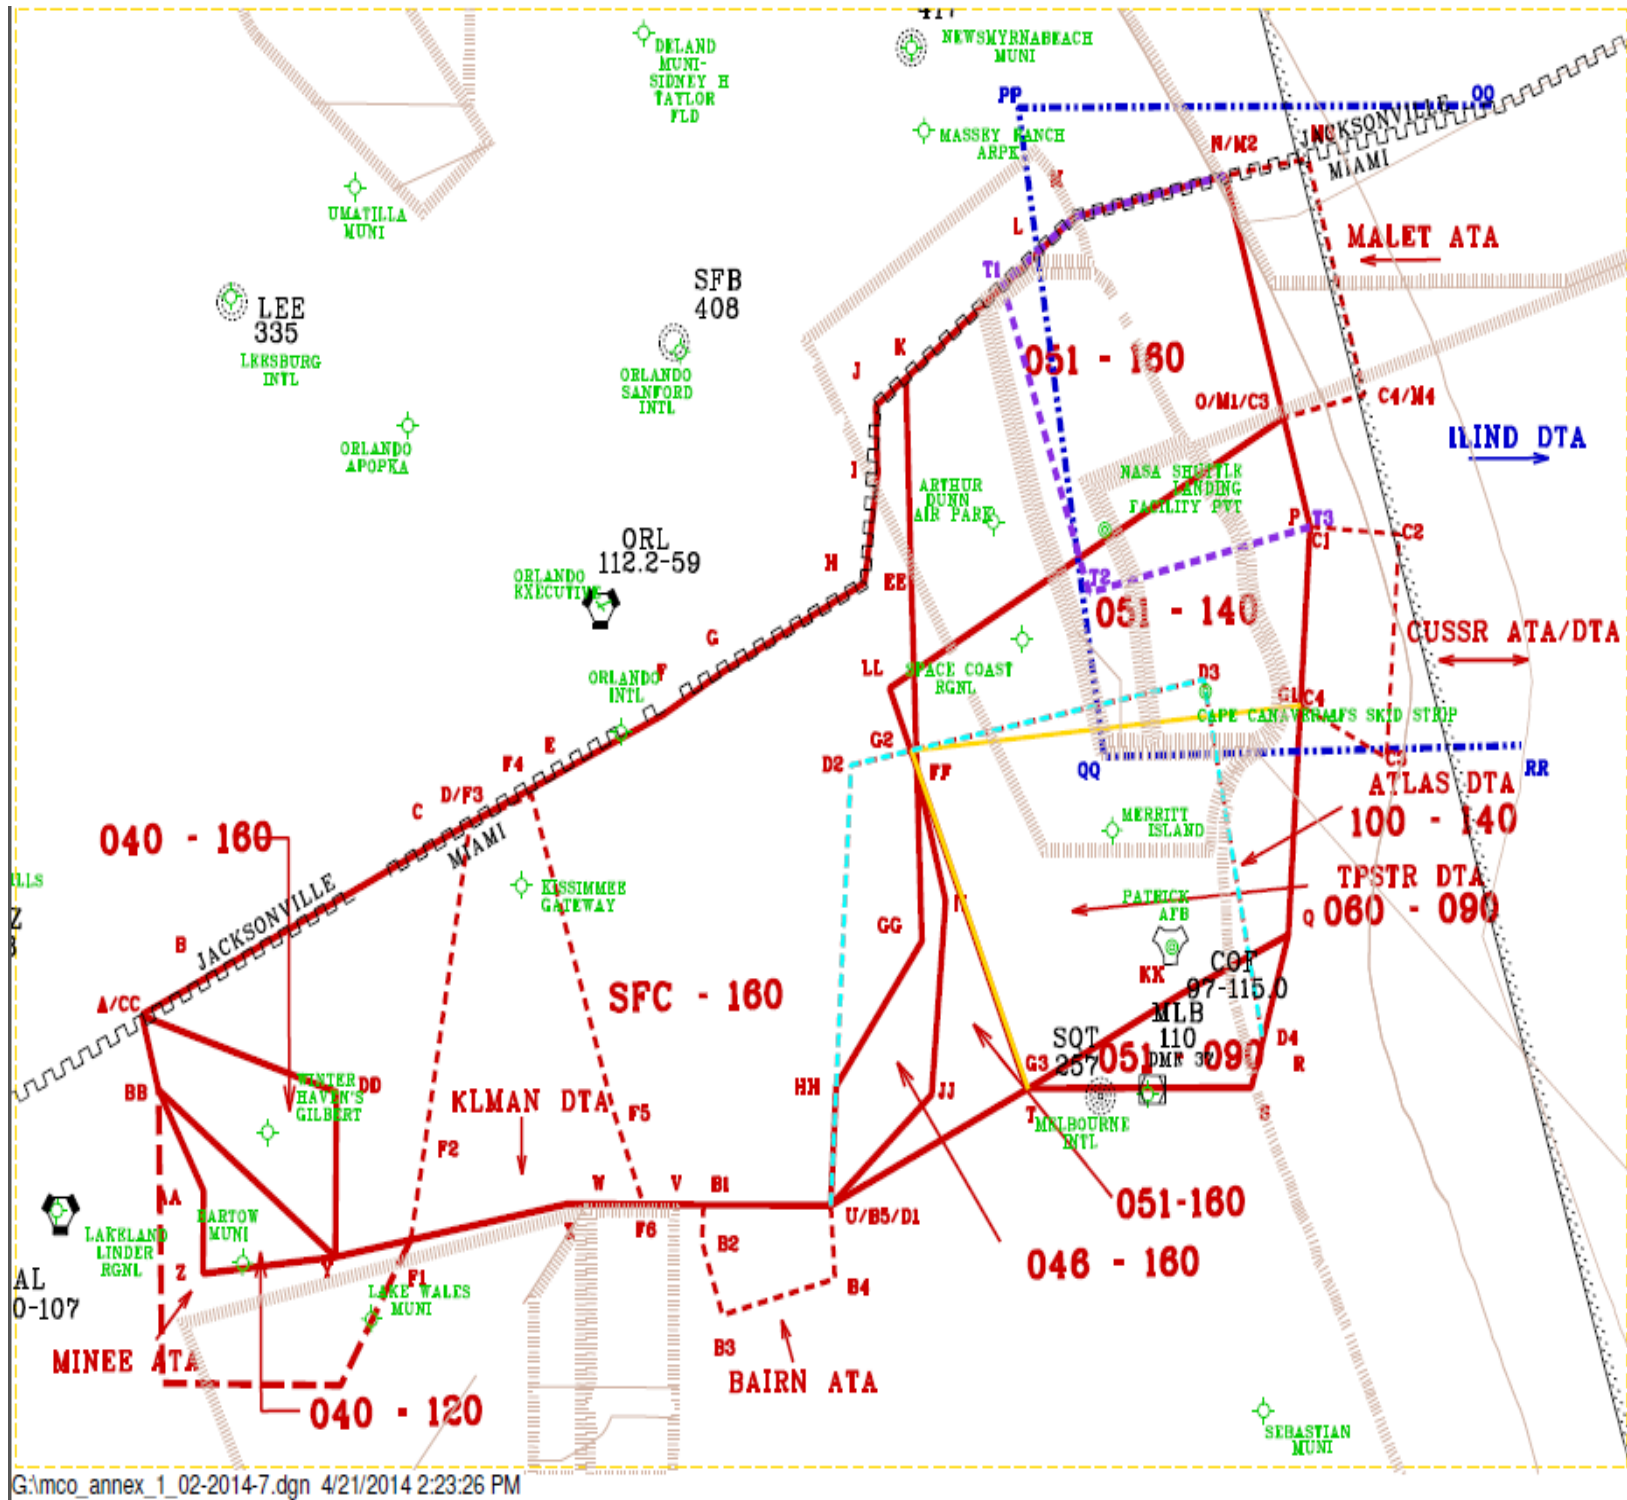 417
NEWSMYRNABEACH
MUNI
DELAND
MUNI-
SIDNEY H
TAYLOR
FLD
PP
OO
MASSEY RANCH
ARPK
N/M2
JACKSONVILLE
MIAMI
UMATILLA
MUNI
L
MALET ATA
T1
SFB
408
LEE
335
LEESBURG
INTL
051 - 160
K
J
ORLANDO
SANFORD
INTL
O/M1/C3
C4/M4
ILIND DTA
ORLANDO
APOPKA
I
NASA SHUTTLE
LANDING
FACILITY PVT
ARTHUR
DUNN
AIR PARK
P
T3
C1
C2
ORL
112.2-59
H
EE
ORLANDO
EXECUTIVE
T2
051 - 140
CUSSR ATA/DTA
G
F
LL
SPACE COAST
RGNL
D3
ORLANDO
INTL
C4
CAPE CANAVERALAFS SKID STRIP
G2
E
F4
D2
FF
QQ
RR
ATLAS DTA
100 - 140
D/F3
C
MIAMI
MERRITT
ISLAND
040 - 160
TPSTR DTA
060 - 090
KISSIMMEE
GATEWAY
PATRICK
AFB
Q
GG
B
JACKSONVILLE
KK
COF
97-115.0
SFC - 160
A/CC
MLB
110
DME 37
SQT
257
051 - 090
D4
R
G3
BB
WINTER
HAVEN'S
GILBERT
DD
KLMAN DTA
F5
HH
JJ
T
S
MELBOURNE
INTL
F2
AA
W
V
B1
U/B5/D1
051-160
BARTOW
MUNI
F6
B2
LAKELAND
LINDER
RGNL
Z
Y
F1
046 - 160
AL
0-107
LAKE WALES
MUNI
B4
B3
MINEE ATA
BAIRN ATA
040 - 120
SEBASTIAN
MUNI
G:\mco_annex_1_02-2014-7.dgn 4/21/2014 2:23:26 PM